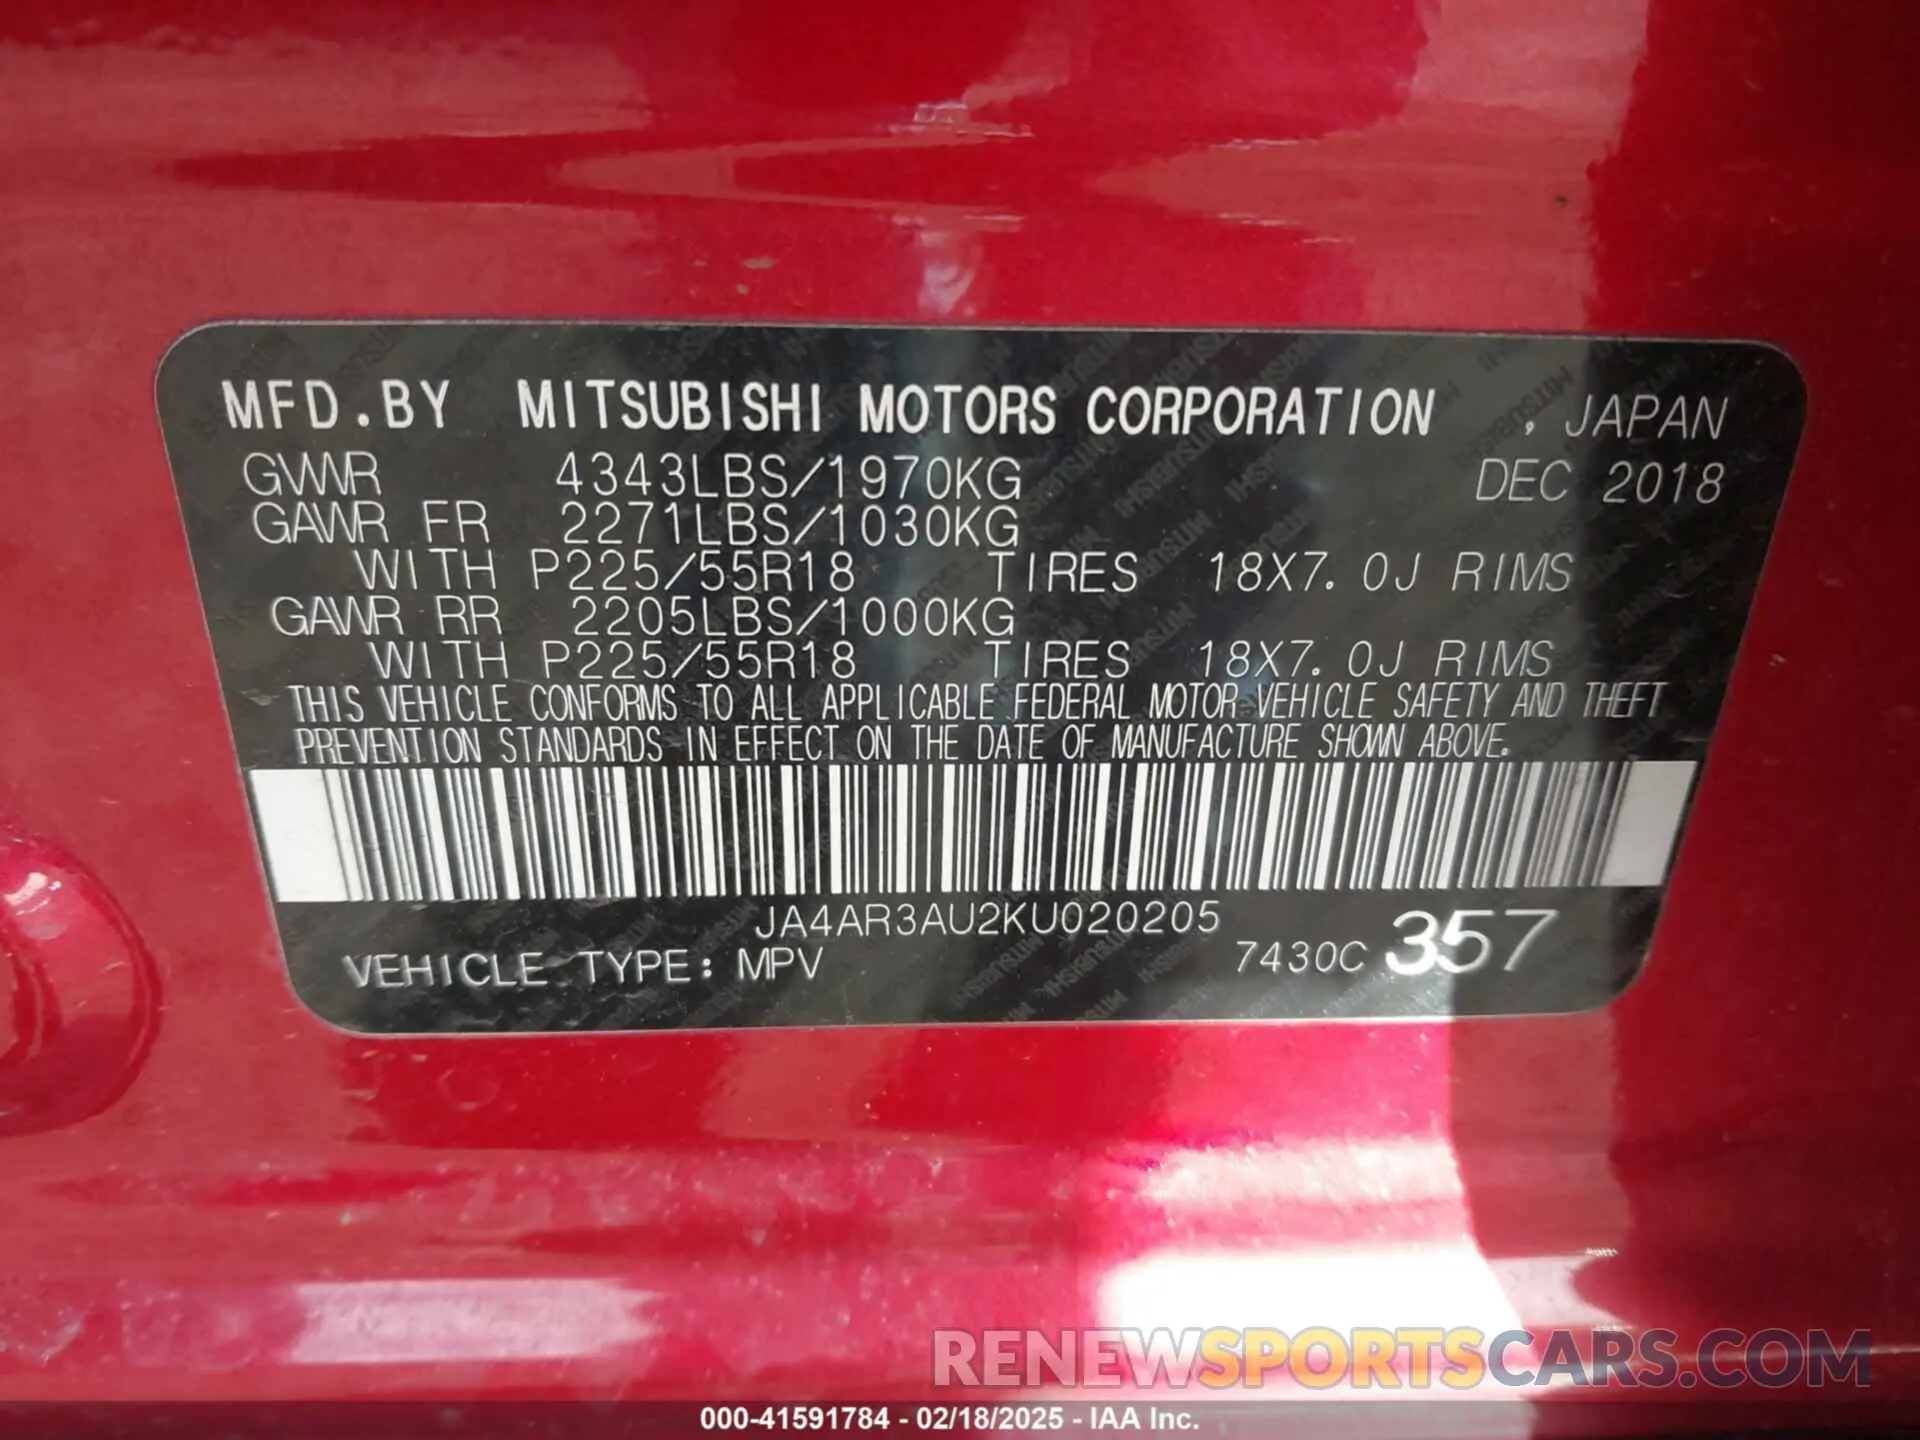 MFD.BY MITSUBISHI MOTORS CORPORATION , JAPAN
GVWR 4343LBS/1970KG DEC 2018
GAWR FR 2271LBS/1030KG
WITH P225/55R18 TIRES 18X7.0J RIMS
GAWR RR 2205LBS/1000KG
WITH P225/55R18 TIRES 18X7.0J RIMS
THIS VEHICLE CONFORMS TO ALL APPLICABLE FEDERAL MOTOR VEHICLE SAFETY AND THEFT
PREVENTION STANDARDS IN EFFECT ON THE DATE OF MANUFACTURE SHOWN ABOVE.
JA4AR3AU2KU020205
VEHICLE TYPE: MPV 7430C 357
RENEWSPORTSCARS.COM
000-41591784 - 02/18/2025 - IAA Inc.